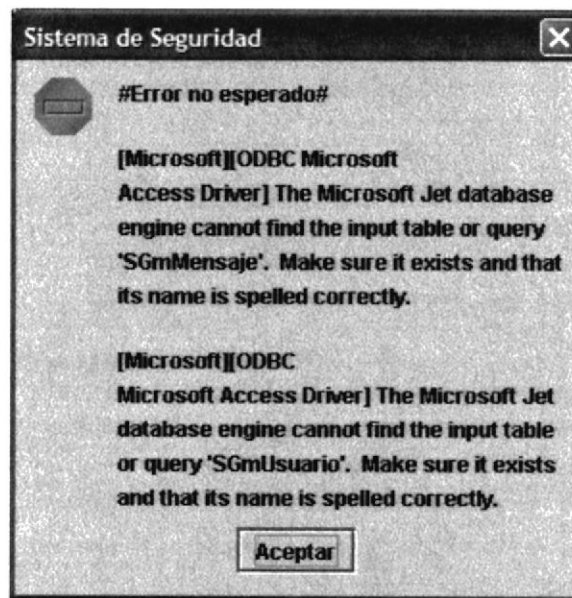 Sistema de Seguridad
#Error no esperado#
[Microsoft][ODBC Microsoft
Access Driver] The Microsoft Jet database
engine cannot find the input table or query
'SGmMensaje'. Make sure it exists and that
its name is spelled correctly.
[Microsoft][ODBC
Microsoft Access Driver] The Microsoft Jet
database engine cannot find the input table
or query 'SGmUsuario'. Make sure it exists
and that its name is spelled correctly.
Aceptar